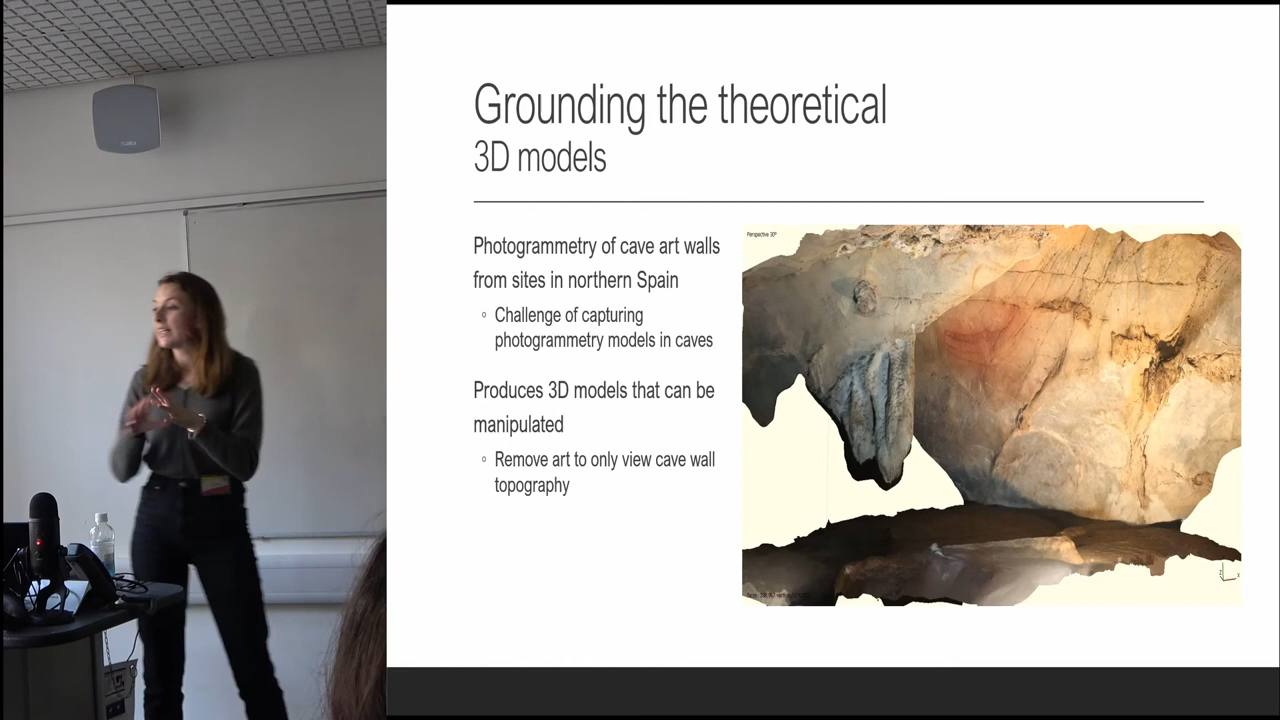 Grounding the theoretical
3D models
Photogrammetry of cave art walls
from sites in northern Spain
◦ Challenge of capturing
photogrammetry models in caves
Produces 3D models that can be
manipulated
◦ Remove art to only view cave wall
topography
Perspective 30°